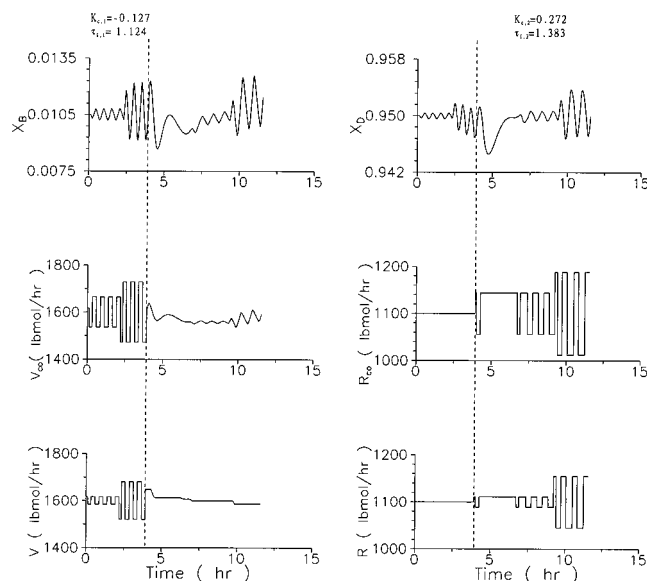 K_c,1=-0.127
τ_i,1= 1.124
K_c,2=0.272
τ_i,2=1.383
0.0135
0.0105
0.0075
X_B
0 5 10 15
0.958
0.950
0.942
X_D
0 5 10 15
1800
1600
1400
V_co ( lbmol/hr )
0 5 10 15
1200
1100
1000
R_co ( lbmol/hr )
0 5 10 15
1800
1600
1400
V ( lbmol/hr )
0 5 10 15
Time ( hr )
1200
1100
1000
R ( lbmol/hr )
0 5 10 15
Time ( hr )